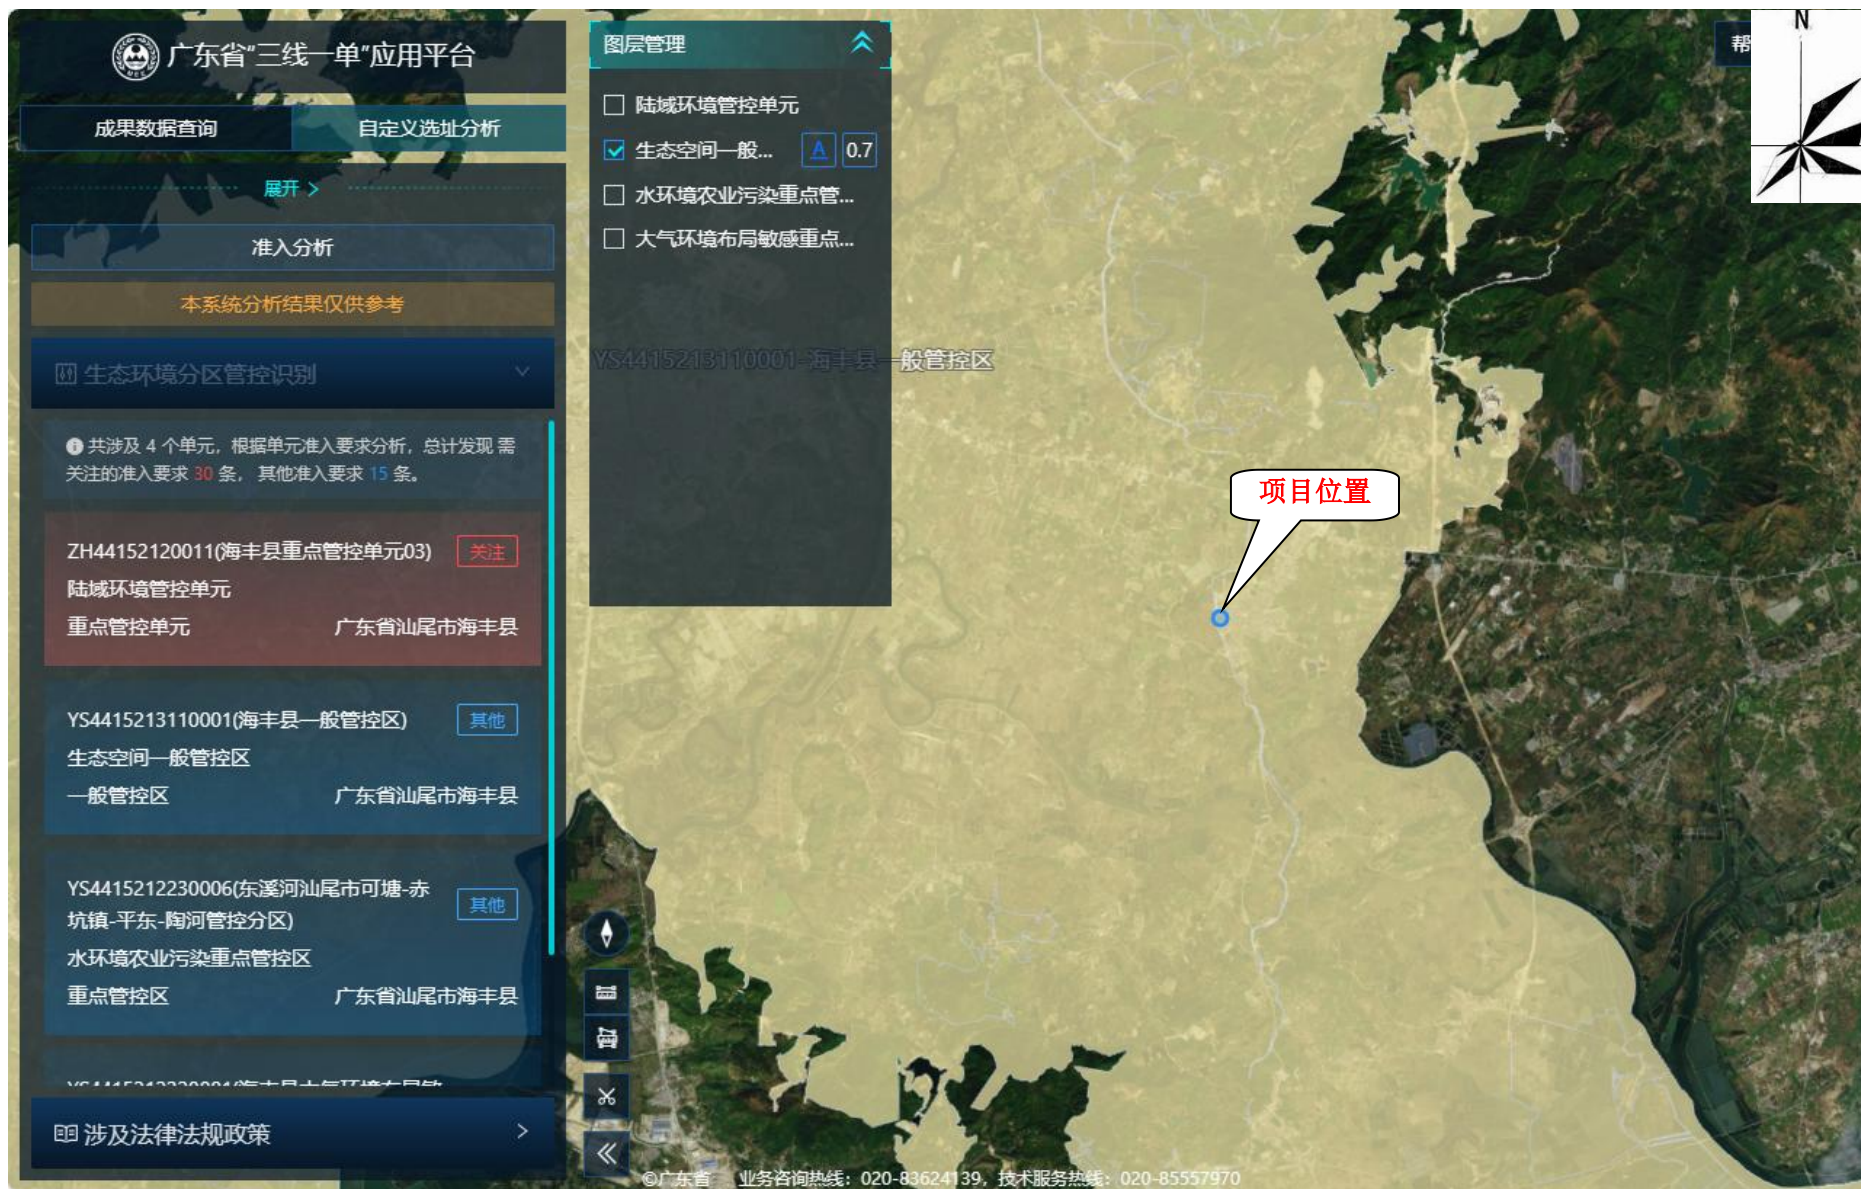 广东省“三线一单”应用平台
成果数据查询
自定义选址分析
展开 >
准入分析
本系统分析结果仅供参考
生态环境分区管控识别
共涉及 4 个单元，根据单元准入要求分析，总计发现 需
关注的准入要求 30 条， 其他准入要求 15 条。
ZH44152120011(海丰县重点管控单元03)
关注
陆域环境管控单元
重点管控单元
广东省汕尾市海丰县
YS4415213110001(海丰县一般管控区)
其他
生态空间一般管控区
一般管控区
广东省汕尾市海丰县
YS4415212230006(东溪河汕尾市可塘-赤
坑镇-平东-陶河管控分区)
其他
水环境农业污染重点管控区
重点管控区
广东省汕尾市海丰县
涉及法律法规政策
图层管理
陆域环境管控单元
生态空间一般...
A
0.7
水环境农业污染重点管...
大气环境布局敏感重点...
YS4415213110001-海丰县一般管控区
项目位置
帮
N
©广东省
业务咨询热线：020-83624139，技术服务热线：020-85557970